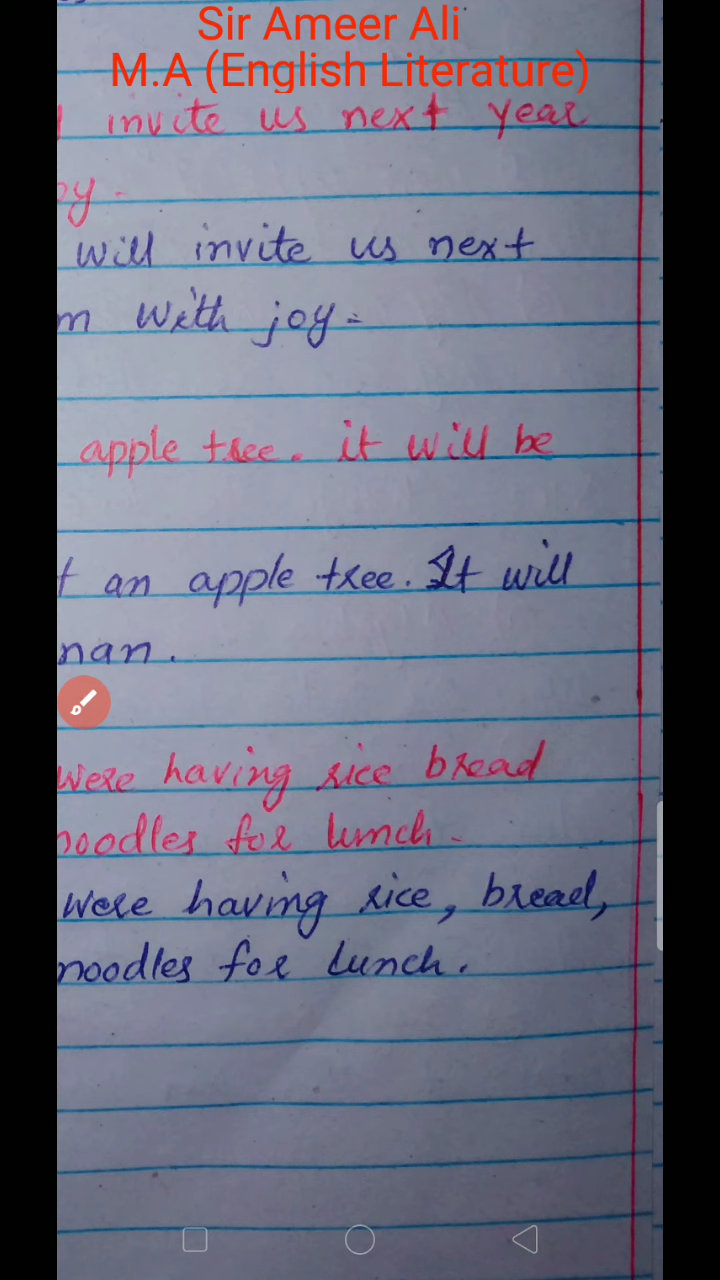 Sir Ameer Ali
M.A (English Literature)
invite us next year
oy.
will invite us next
m with joy.
apple tree. it will be
t an apple tree. It will
nan.
were having rice bread
noodles for lunch.
were having rice, bread,
noodles for lunch.